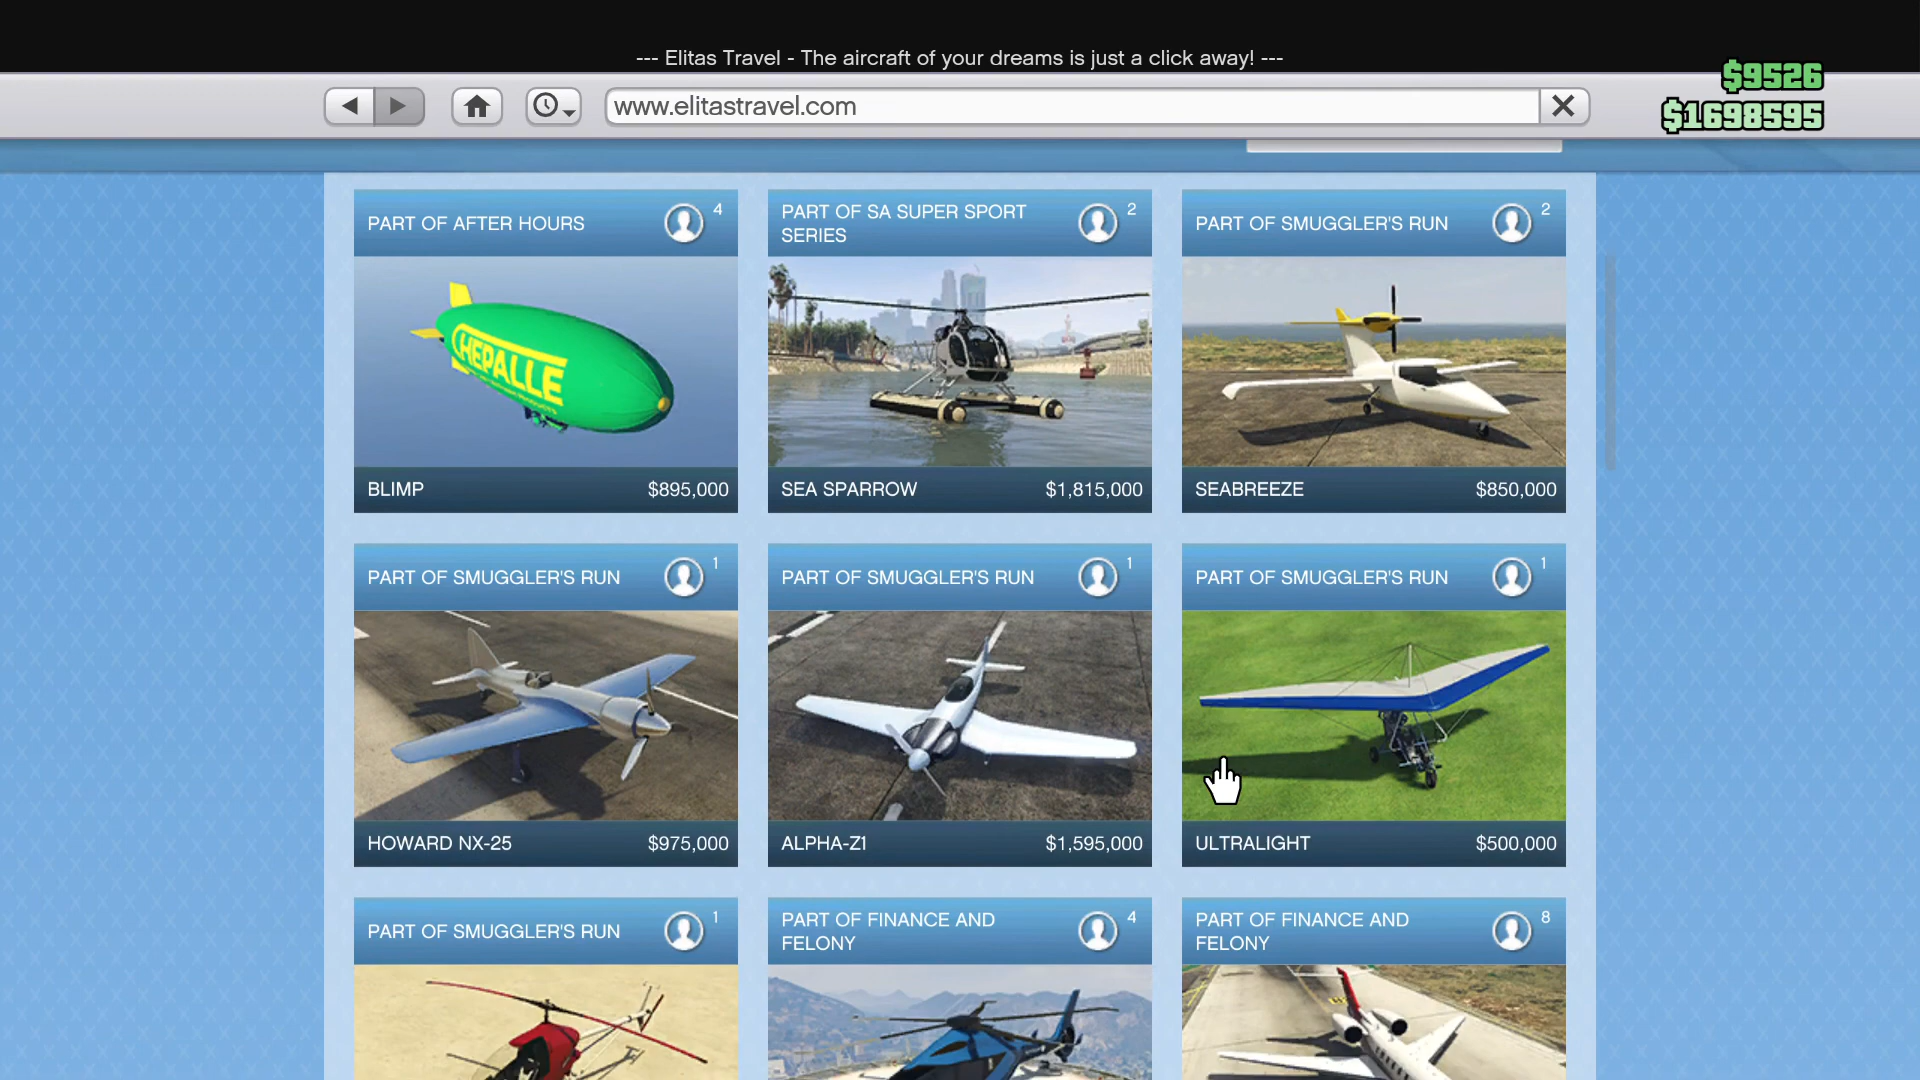 --- Elitas Travel - The aircraft of your dreams is just a click away! ---
$9526
www.elitastravel.com
$1698595
PART OF AFTER HOURS 4
PART OF SA SUPER SPORT SERIES 2
PART OF SMUGGLER'S RUN 2
CHEPALLE
BLIMP $895,000
SEA SPARROW $1,815,000
SEABREEZE $850,000
PART OF SMUGGLER'S RUN 1
PART OF SMUGGLER'S RUN 1
PART OF SMUGGLER'S RUN 1
HOWARD NX-25 $975,000
ALPHA-Z1 $1,595,000
ULTRALIGHT $500,000
PART OF SMUGGLER'S RUN 1
PART OF FINANCE AND FELONY 4
PART OF FINANCE AND FELONY 8